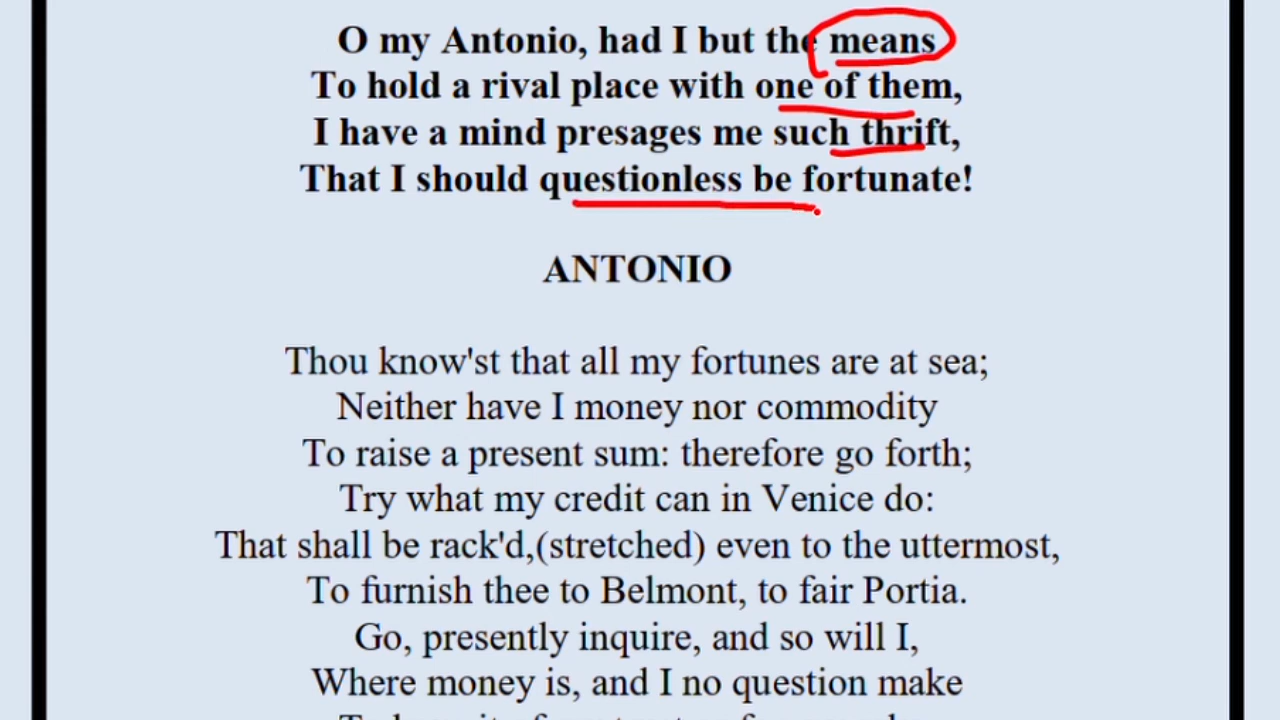 O my Antonio, had I but the means
To hold a rival place with one of them,
I have a mind presages me such thrift,
That I should questionless be fortunate!
ANTONIO
Thou know'st that all my fortunes are at sea;
Neither have I money nor commodity
To raise a present sum: therefore go forth;
Try what my credit can in Venice do:
That shall be rack'd,(stretched) even to the uttermost,
To furnish thee to Belmont, to fair Portia.
Go, presently inquire, and so will I,
Where money is, and I no question make